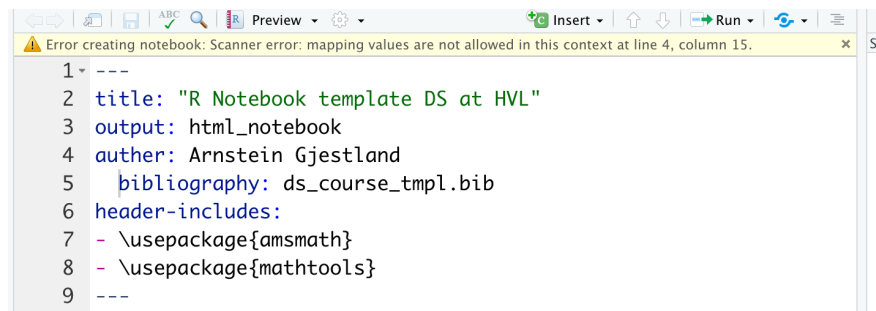 ABC Preview Insert Run
Error creating notebook: Scanner error: mapping values are not allowed in this context at line 4, column 15.
1 ---
2 title: "R Notebook template DS at HVL"
3 output: html_notebook
4 auther: Arnstein Gjestland
5   bibliography: ds_course_tmpl.bib
6 header-includes:
7 - \usepackage{amsmath}
8 - \usepackage{mathtools}
9 ---